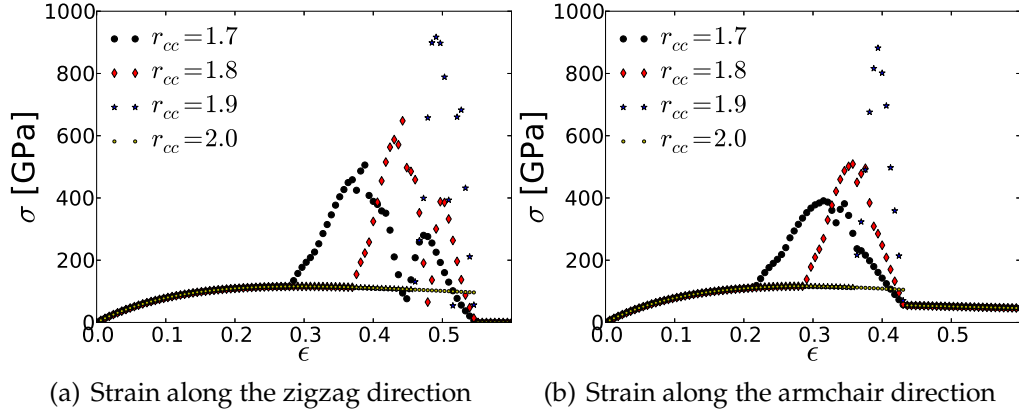 1000
800
600
400
200
0
σ [GPa]
r_cc=1.7
r_cc=1.8
r_cc=1.9
r_cc=2.0
0.0 0.1 0.2 0.3 0.4 0.5
ϵ
(a) Strain along the zigzag direction
1000
800
600
400
200
0
σ [GPa]
r_cc=1.7
r_cc=1.8
r_cc=1.9
r_cc=2.0
0.0 0.1 0.2 0.3 0.4 0.5
ϵ
(b) Strain along the armchair direction